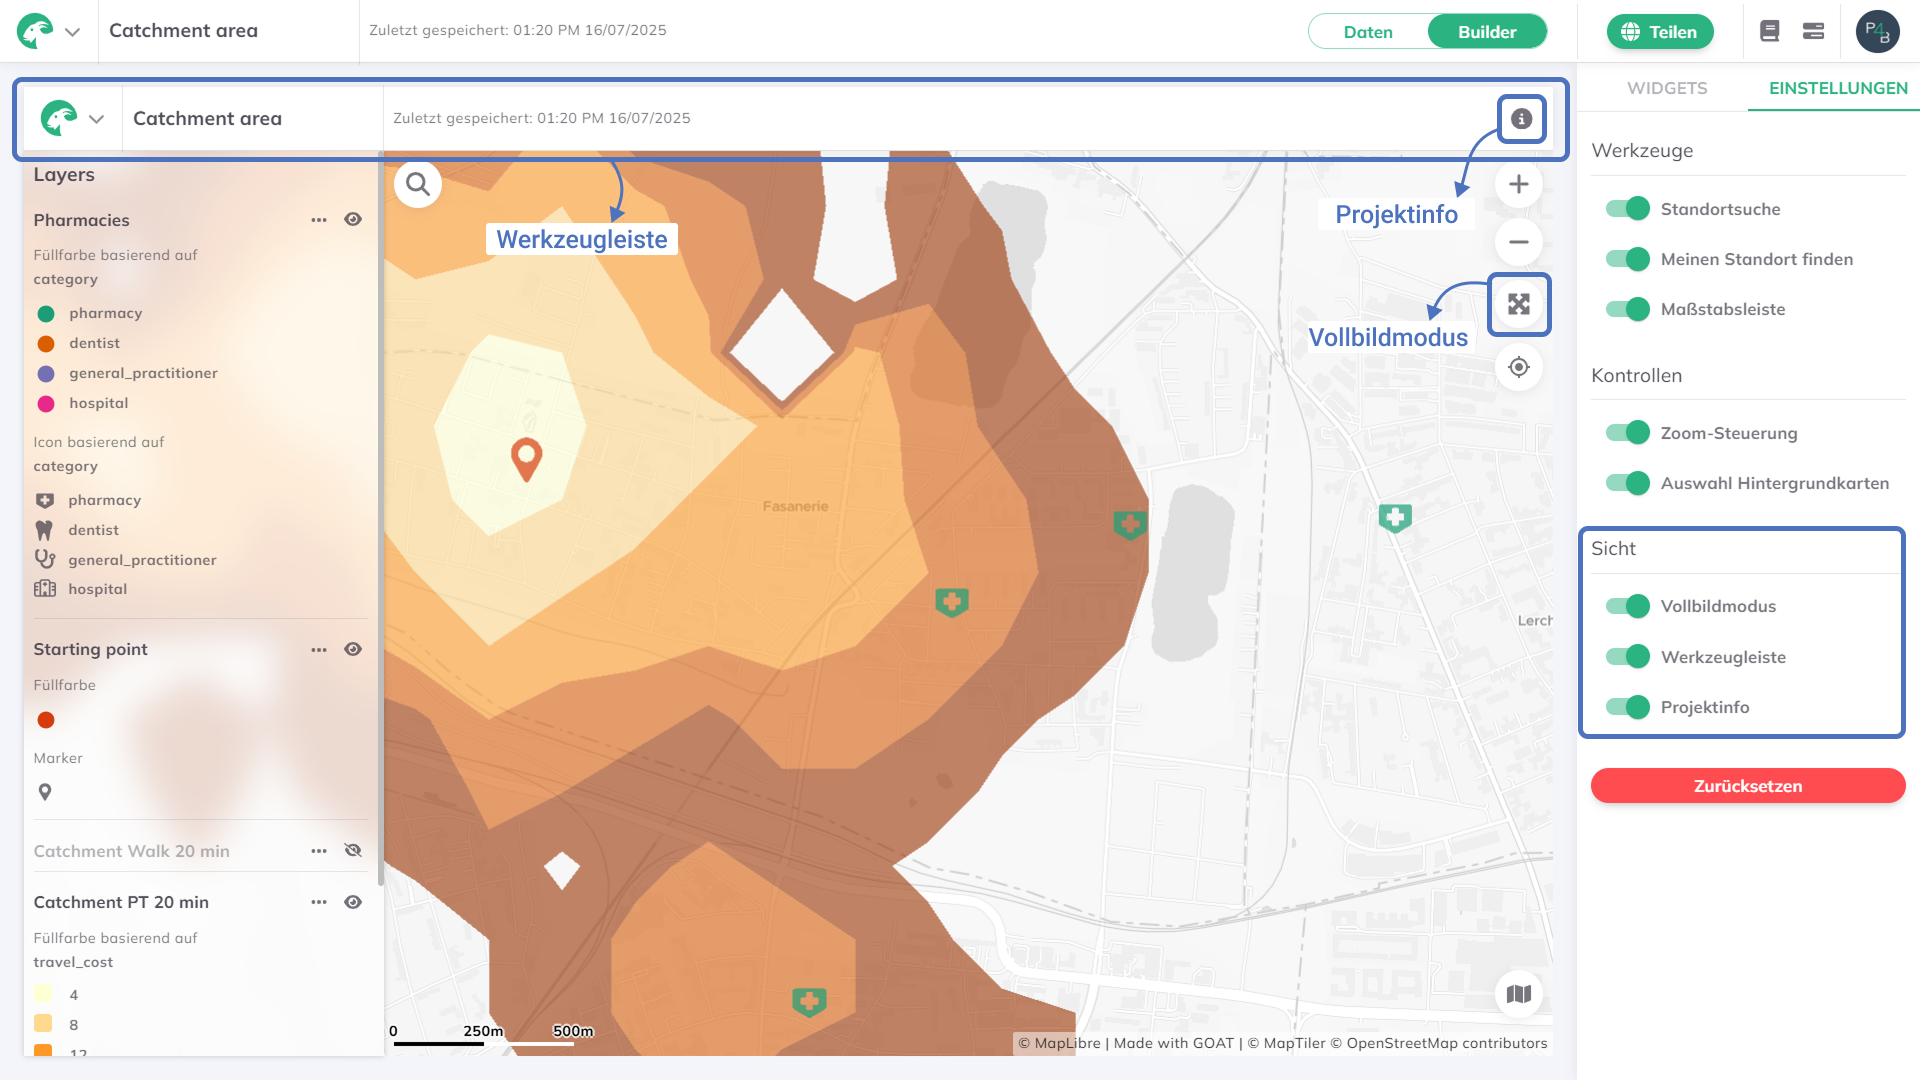 Catchment area
Zuletzt gespeichert: 01:20 PM 16/07/2025
Daten
Builder
Teilen
P4B
Catchment area
Zuletzt gespeichert: 01:20 PM 16/07/2025
WIDGETS
EINSTELLUNGEN
Layers
Pharmacies
Füllfarbe basierend auf
category
pharmacy
dentist
general_practitioner
hospital
Icon basierend auf
category
pharmacy
dentist
general_practitioner
hospital
Starting point
Füllfarbe
Marker
Catchment Walk 20 min
Catchment PT 20 min
Füllfarbe basierend auf
travel_cost
4
8
12
Werkzeugleiste
Projektinfo
Vollbildmodus
Fasanerie
Lerch
0 250m 500m
© MapLibre | Made with GOAT | © MapTiler © OpenStreetMap contributors
Werkzeuge
Standortsuche
Meinen Standort finden
Maßstabsleiste
Kontrollen
Zoom-Steuerung
Auswahl Hintergrundkarten
Sicht
Vollbildmodus
Werkzeugleiste
Projektinfo
Zurücksetzen